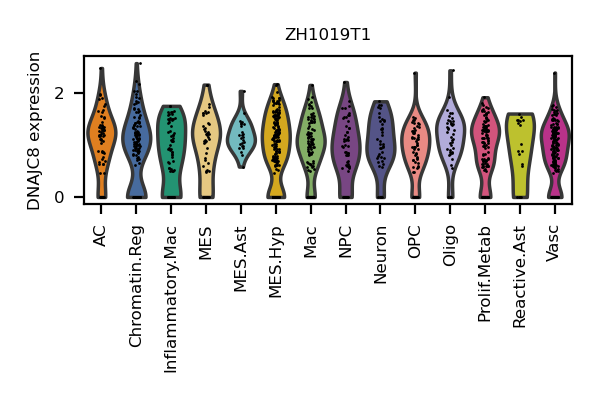 ZH1019T1
DNAJC8 expression
2
0
AC
Chromatin.Reg
Inflammatory.Mac
MES
MES.Ast
MES.Hyp
Mac
NPC
Neuron
OPC
Oligo
Prolif.Metab
Reactive.Ast
Vasc